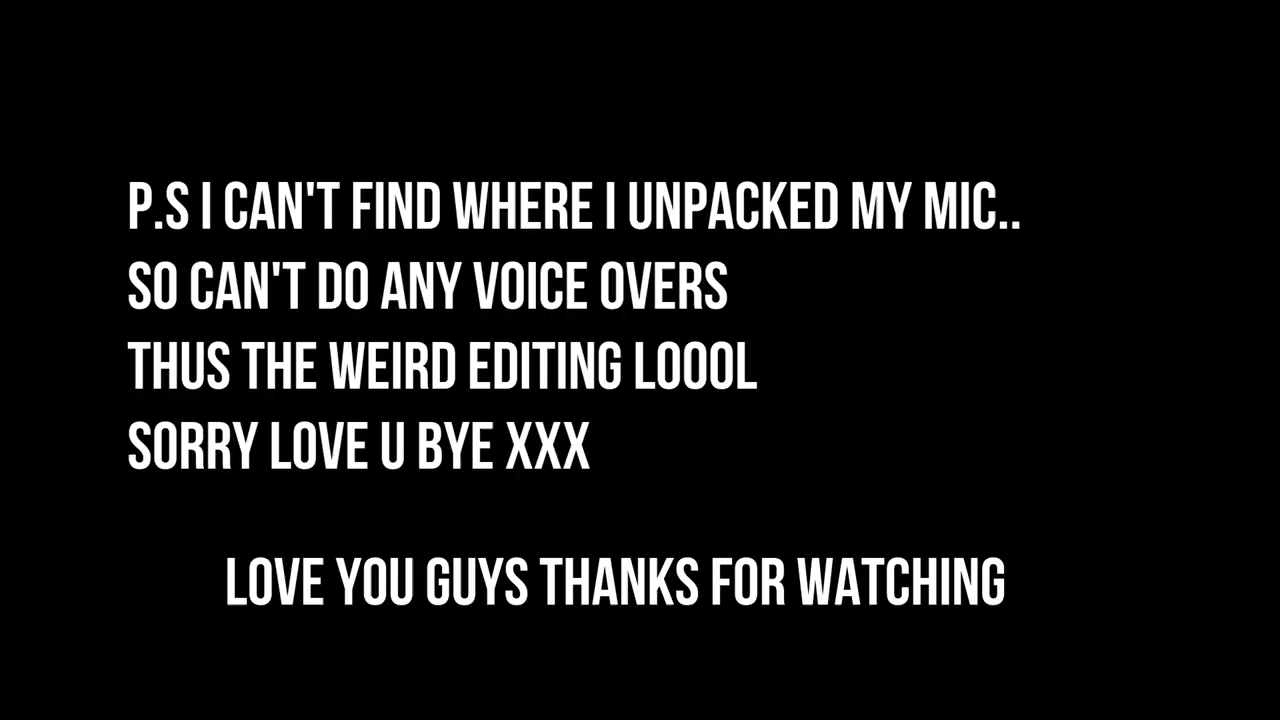 P.S I CAN'T FIND WHERE I UNPACKED MY MIC..
SO CAN'T DO ANY VOICE OVERS
THUS THE WEIRD EDITING LOOOL
SORRY LOVE U BYE XXX
LOVE YOU GUYS THANKS FOR WATCHING